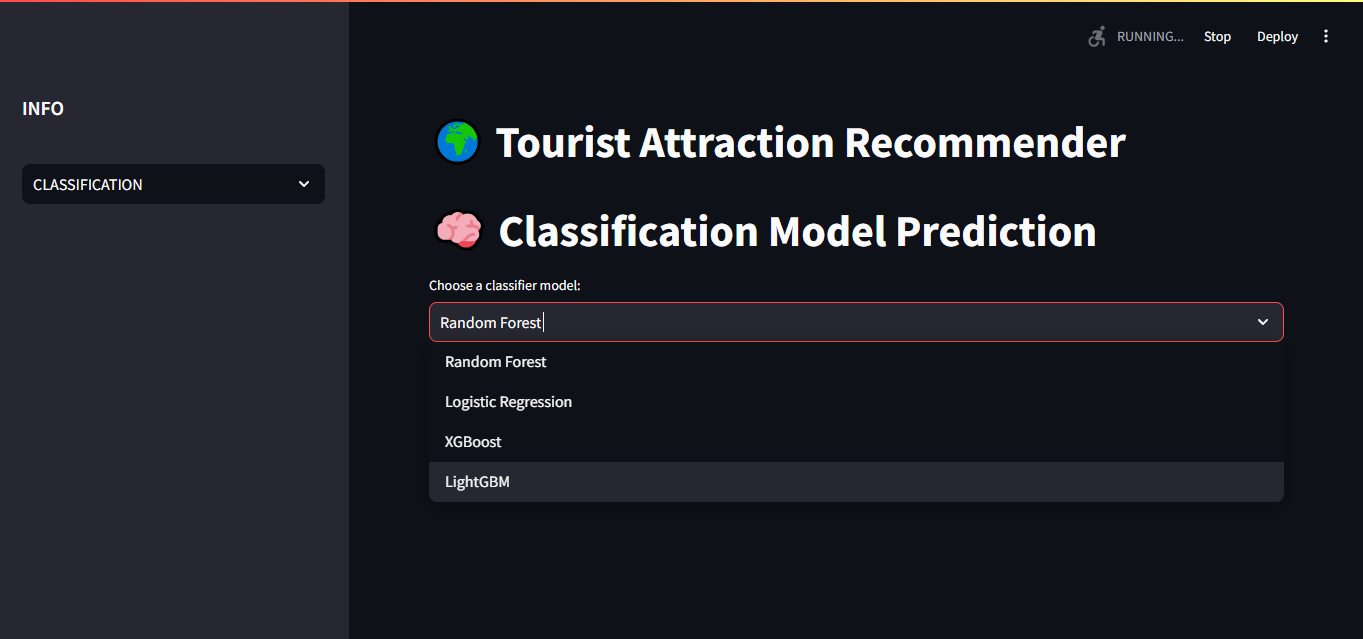 RUNNING... Stop Deploy
INFO
CLASSIFICATION
Tourist Attraction Recommender
Classification Model Prediction
Choose a classifier model:
Random Forest
Random Forest
Logistic Regression
XGBoost
LightGBM